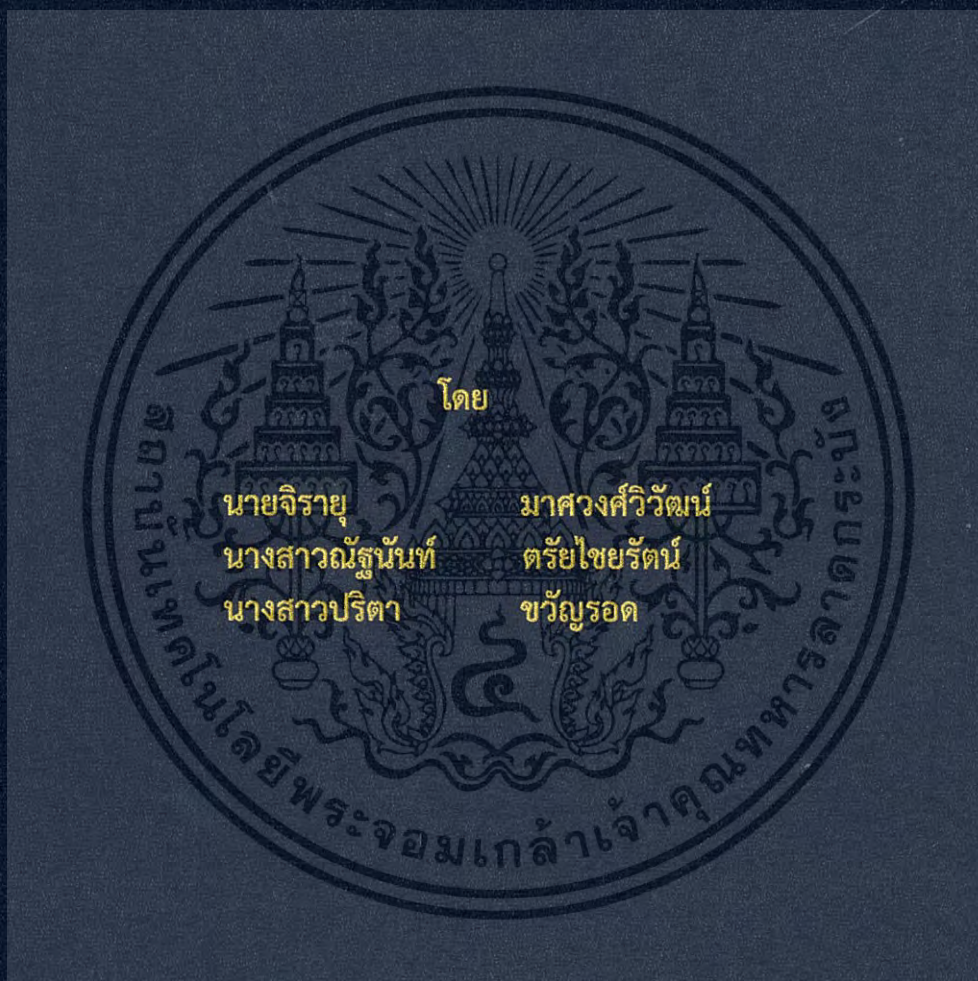 โดย
นายจิรายุ มาศวงศ์วิวัฒน์
นางสาวณัฐนันท์ ตรัยไชยรัตน์
นางสาวปริตา ขวัญรอด
๔
สถาบันเทคโนโลยีพระจอมเกล้าเจ้าคุณทหารลาดกระบัง